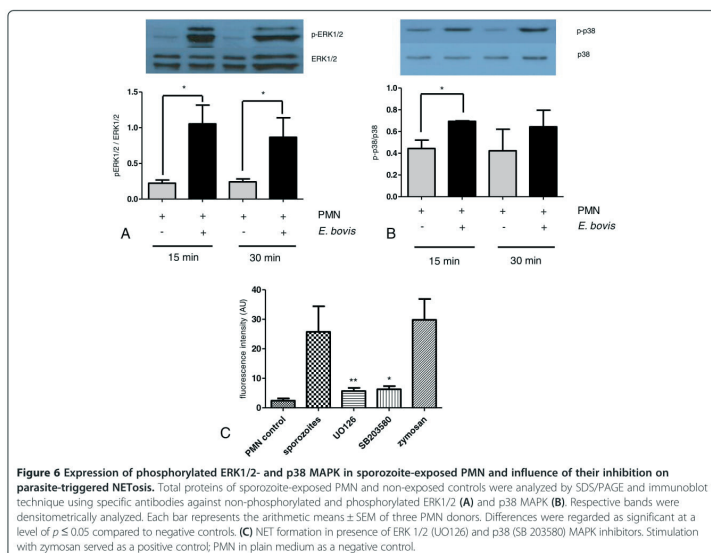 p-ERK1/2
ERK1/2
p-p38
p38
pERK1/2 / ERK1/2
1.5
1.0
0.5
0.0
*
*
+ + + + PMN
- + - + E. bovis
A
15 min 30 min
p-p38/p38
1.0
0.8
0.6
0.4
0.2
0.0
*
+ + + + PMN
- + - + E. bovis
B
15 min 30 min
fluorescence intensity (AU)
40
30
20
10
0
** *
PMN control sporozoites UO126 SB203580 zymosan
C
Figure 6 Expression of phosphorylated ERK1/2- and p38 MAPK in sporozoite-exposed PMN and influence of their inhibition on
parasite-triggered NETosis. Total proteins of sporozoite-exposed PMN and non-exposed controls were analyzed by SDS/PAGE and immunoblot
technique using specific antibodies against non-phosphorylated and phosphorylated ERK1/2 (A) and p38 MAPK (B). Respective bands were
densitometrically analyzed. Each bar represents the arithmetic means ± SEM of three PMN donors. Differences were regarded as significant at a
level of p ≤ 0.05 compared to negative controls. (C) NET formation in presence of ERK 1/2 (UO126) and p38 (SB 203580) MAPK inhibitors. Stimulation
with zymosan served as a positive control; PMN in plain medium as a negative control.